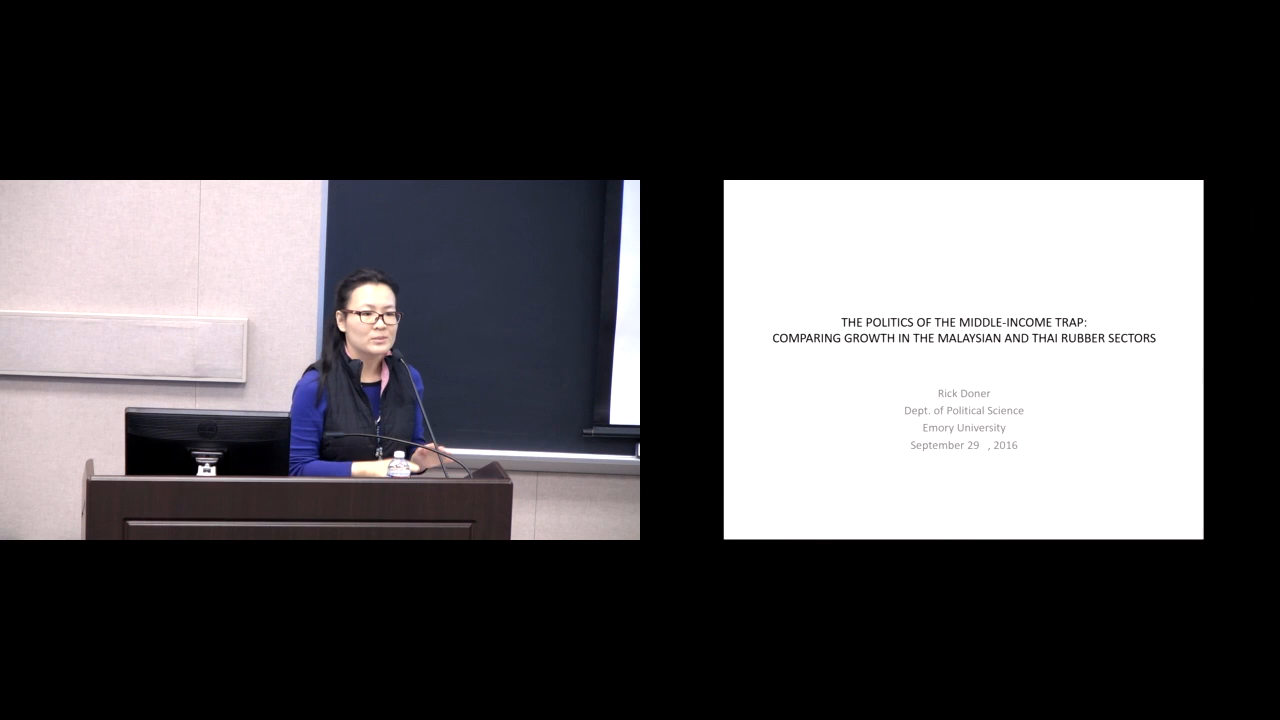 THE POLITICS OF THE MIDDLE-INCOME TRAP:
COMPARING GROWTH IN THE MALAYSIAN AND THAI RUBBER SECTORS
Rick Doner
Dept. of Political Science
Emory University
September 29 , 2016